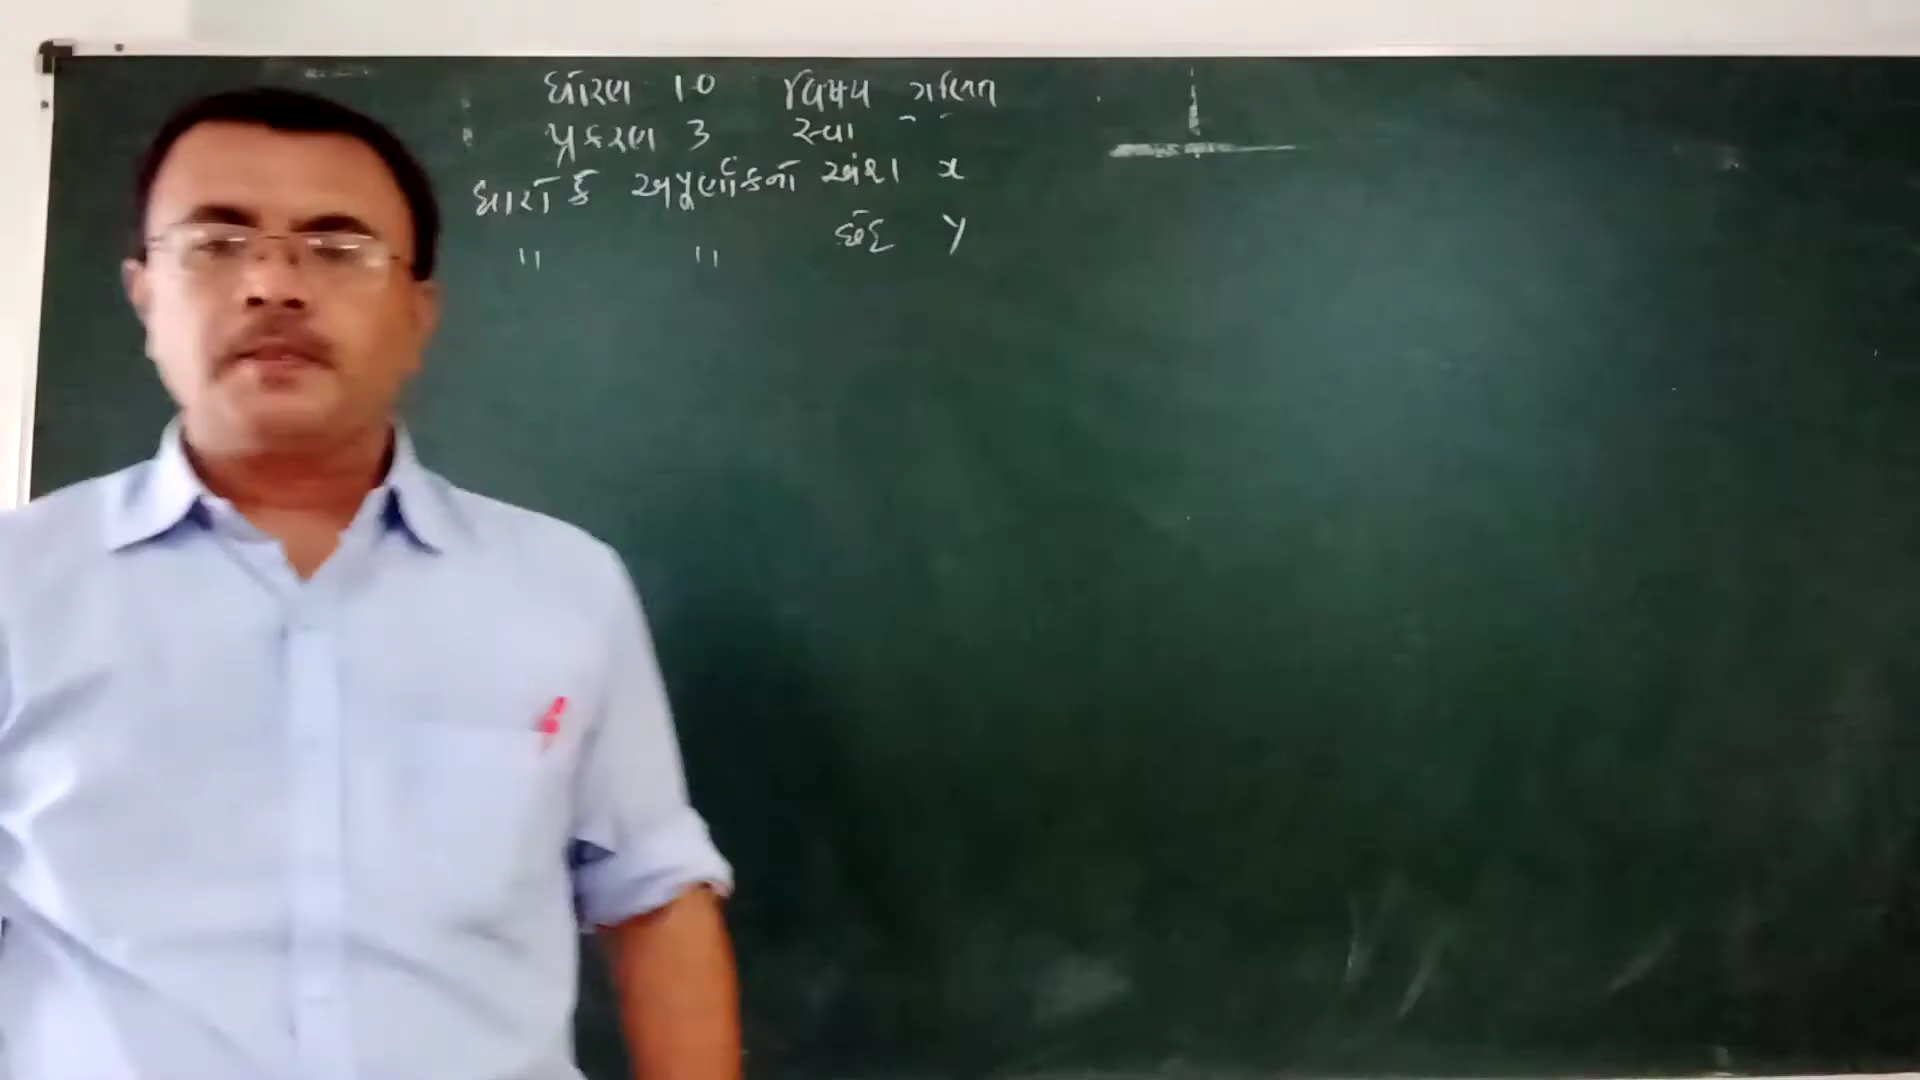 ધોરણ 10 વિષય ગણિત
પ્રકરણ 3 સ્વા
ધારો કે અપૂર્ણાંકનો અંશ x
" " છેદ y